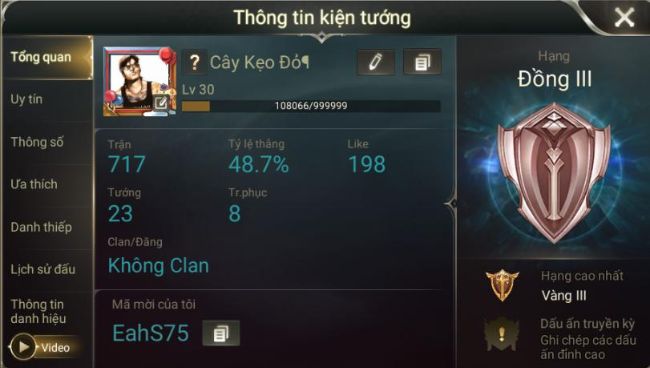 Thông tin kiện tướng
Tổng quan
Uy tín
Thông số
Ưa thích
Danh thiếp
Lịch sử đấu
Thông tin
danh hiệu
Video
? Cây Kẹo Đỏ¶
Lv 30
108066/999999
Trận Tỷ lệ thắng Like
717 48.7% 198
Tướng Tr.phục
23 8
Clan/Đăng
Không Clan
Mã mời của tôi
EahS75
Hạng
Đồng III
Hạng cao nhất
Vàng III
Dấu ấn truyền kỳ
Ghi chép các dấu
ấn đỉnh cao